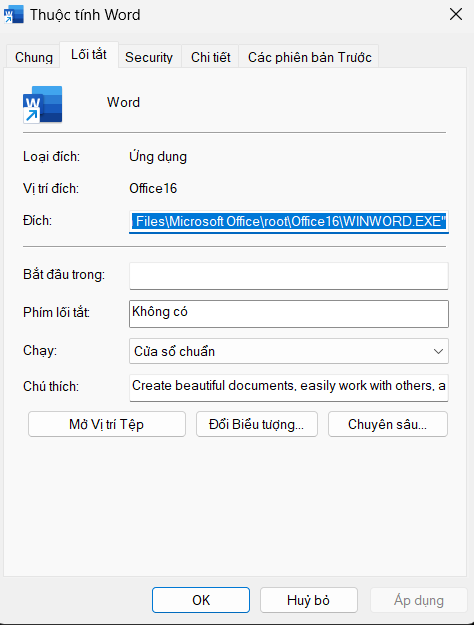 Thuộc tính Word
Chung Lối tắt Security Chi tiết Các phiên bản Trước
Word
Loại đích: Ứng dụng
Vị trí đích: Office16
Đích: Files\Microsoft Office\root\Office16\WINWORD.EXE"
Bắt đầu trong:
Phím lối tắt: Không có
Chạy: Cửa sổ chuẩn
Chú thích: Create beautiful documents, easily work with others, a
Mở Vị trí Tệp Đổi Biểu tượng... Chuyên sâu...
OK Huỷ bỏ Áp dụng